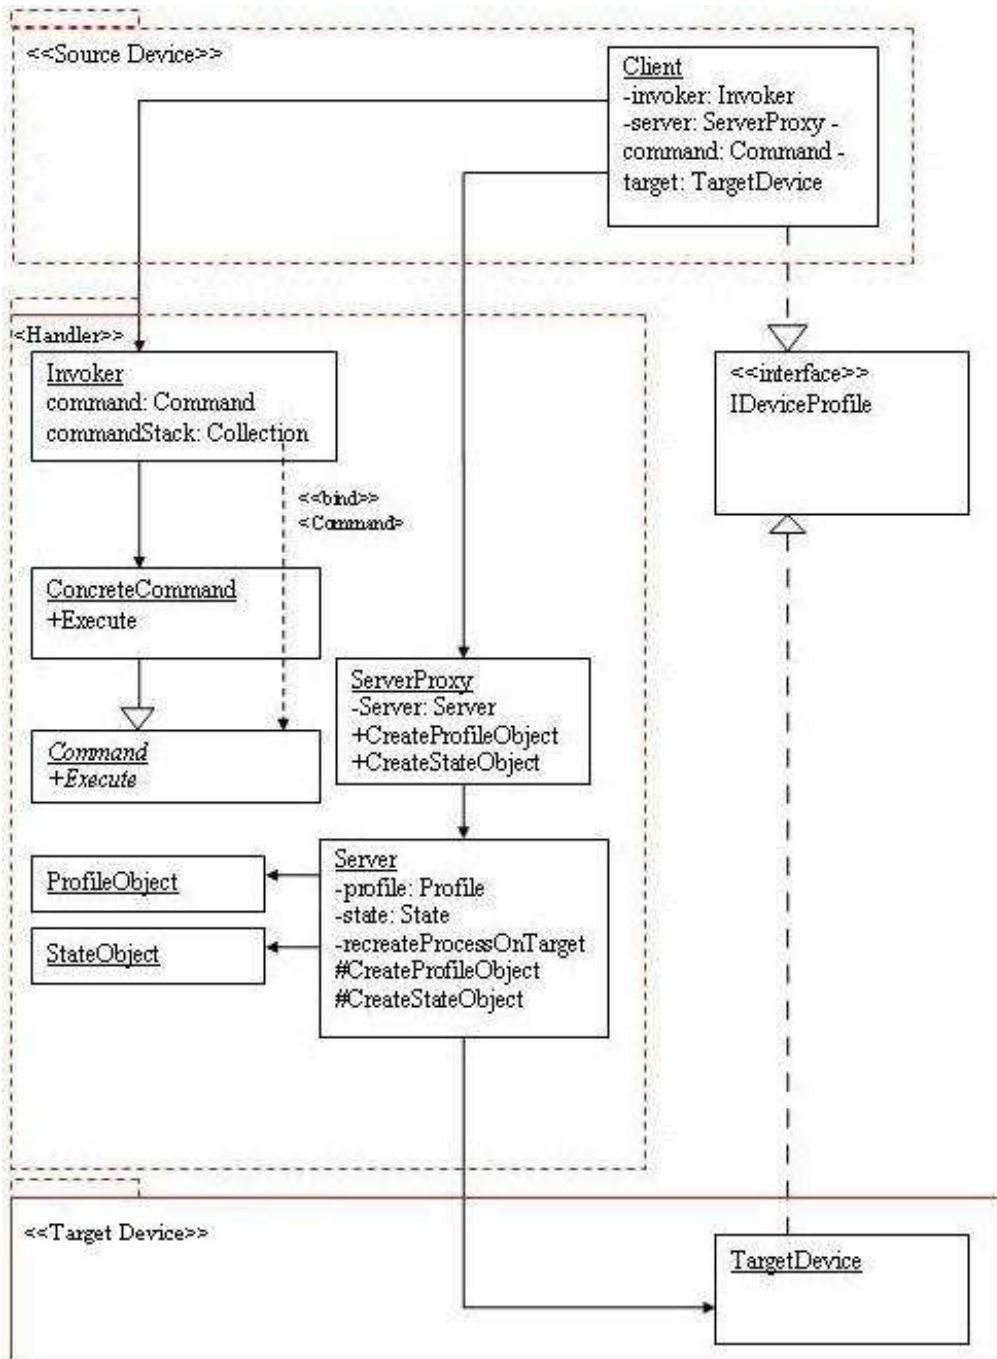 <<Source Device>>
Client
-invoker: Invoker
-server: ServerProxy -
command: Command -
target: TargetDevice
<Handler>>
Invoker
command: Command
commandStack: Collection
<<bind>>
<Command>
<<interface>>
IDeviceProfile
ConcreteCommand
+Execute
ServerProxy
-Server: Server
+CreateProfileObject
+CreateStateObject
Command
+Execute
Server
-profile: Profile
-state: State
-recreateProcessOnTarget
#CreateProfileObject
#CreateStateObject
ProfileObject
StateObject
<<Target Device>>
TargetDevice